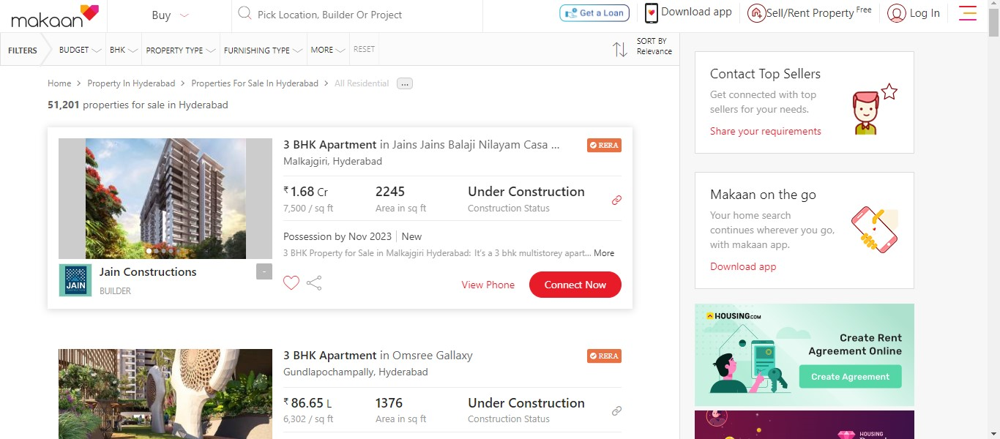 makaan
Buy
Pick Location, Builder Or Project
Get a Loan
Download app
Sell/Rent Property Free
Log In
FILTERS
BUDGET
BHK
PROPERTY TYPE
FURNISHING TYPE
MORE
RESET
SORT BY
Relevance
Home > Property In Hyderabad > Properties For Sale In Hyderabad > All Residential ...
51,201 properties for sale in Hyderabad
3 BHK Apartment in Jains Jains Balaji Nilayam Casa ...
RERA
Malkajgiri, Hyderabad
₹ 1.68 Cr
2245
Under Construction
7,500 / sq ft
Area in sq ft
Construction Status
Possession by Nov 2023 | New
3 BHK Property for Sale in Malkajgiri Hyderabad: It's a 3 bhk multistorey apart... More
JAIN
Jain Constructions
-
BUILDER
View Phone
Connect Now
3 BHK Apartment in Omsree Gallaxy
RERA
Gundlapochampally, Hyderabad
₹ 86.65 L
1376
Under Construction
6,302 / sq ft
Area in sq ft
Construction Status
Contact Top Sellers
Get connected with top
sellers for your needs.
Share your requirements
Makaan on the go
Your home search
continues wherever you go,
with makaan app.
Download app
HOUSING.COM
Create Rent
Agreement Online
Create Agreement
HOUSING